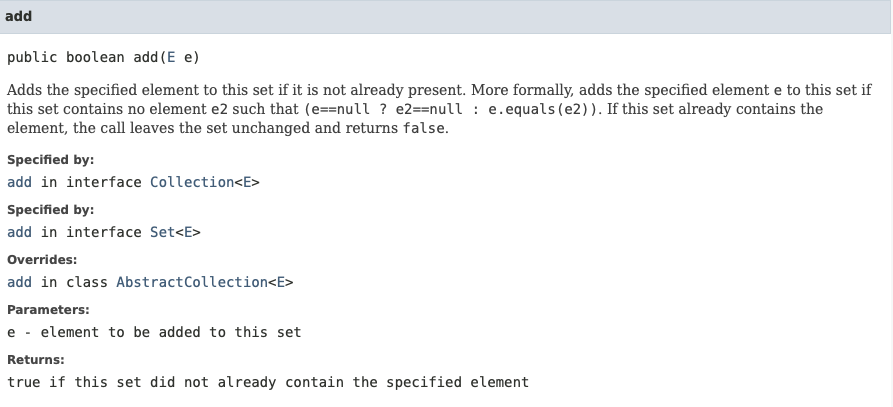 add
public boolean add(E e)
Adds the specified element to this set if it is not already present. More formally, adds the specified element e to this set if
this set contains no element e2 such that (e==null ? e2==null : e.equals(e2)). If this set already contains the
element, the call leaves the set unchanged and returns false.
Specified by:
add in interface Collection<E>
Specified by:
add in interface Set<E>
Overrides:
add in class AbstractCollection<E>
Parameters:
e - element to be added to this set
Returns:
true if this set did not already contain the specified element